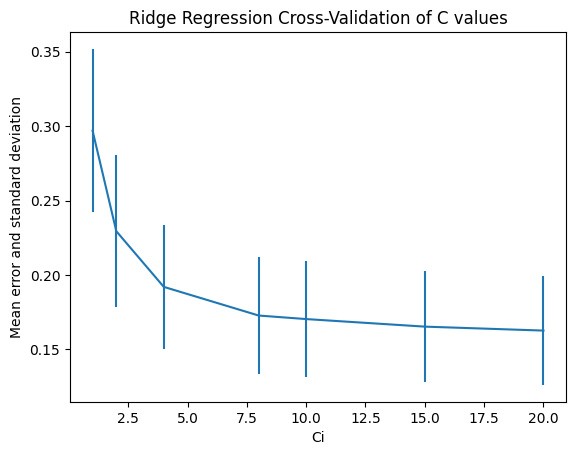 Ridge Regression Cross-Validation of C values
Mean error and standard deviation
0.35
0.30
0.25
0.20
0.15
2.5 5.0 7.5 10.0 12.5 15.0 17.5 20.0
Ci